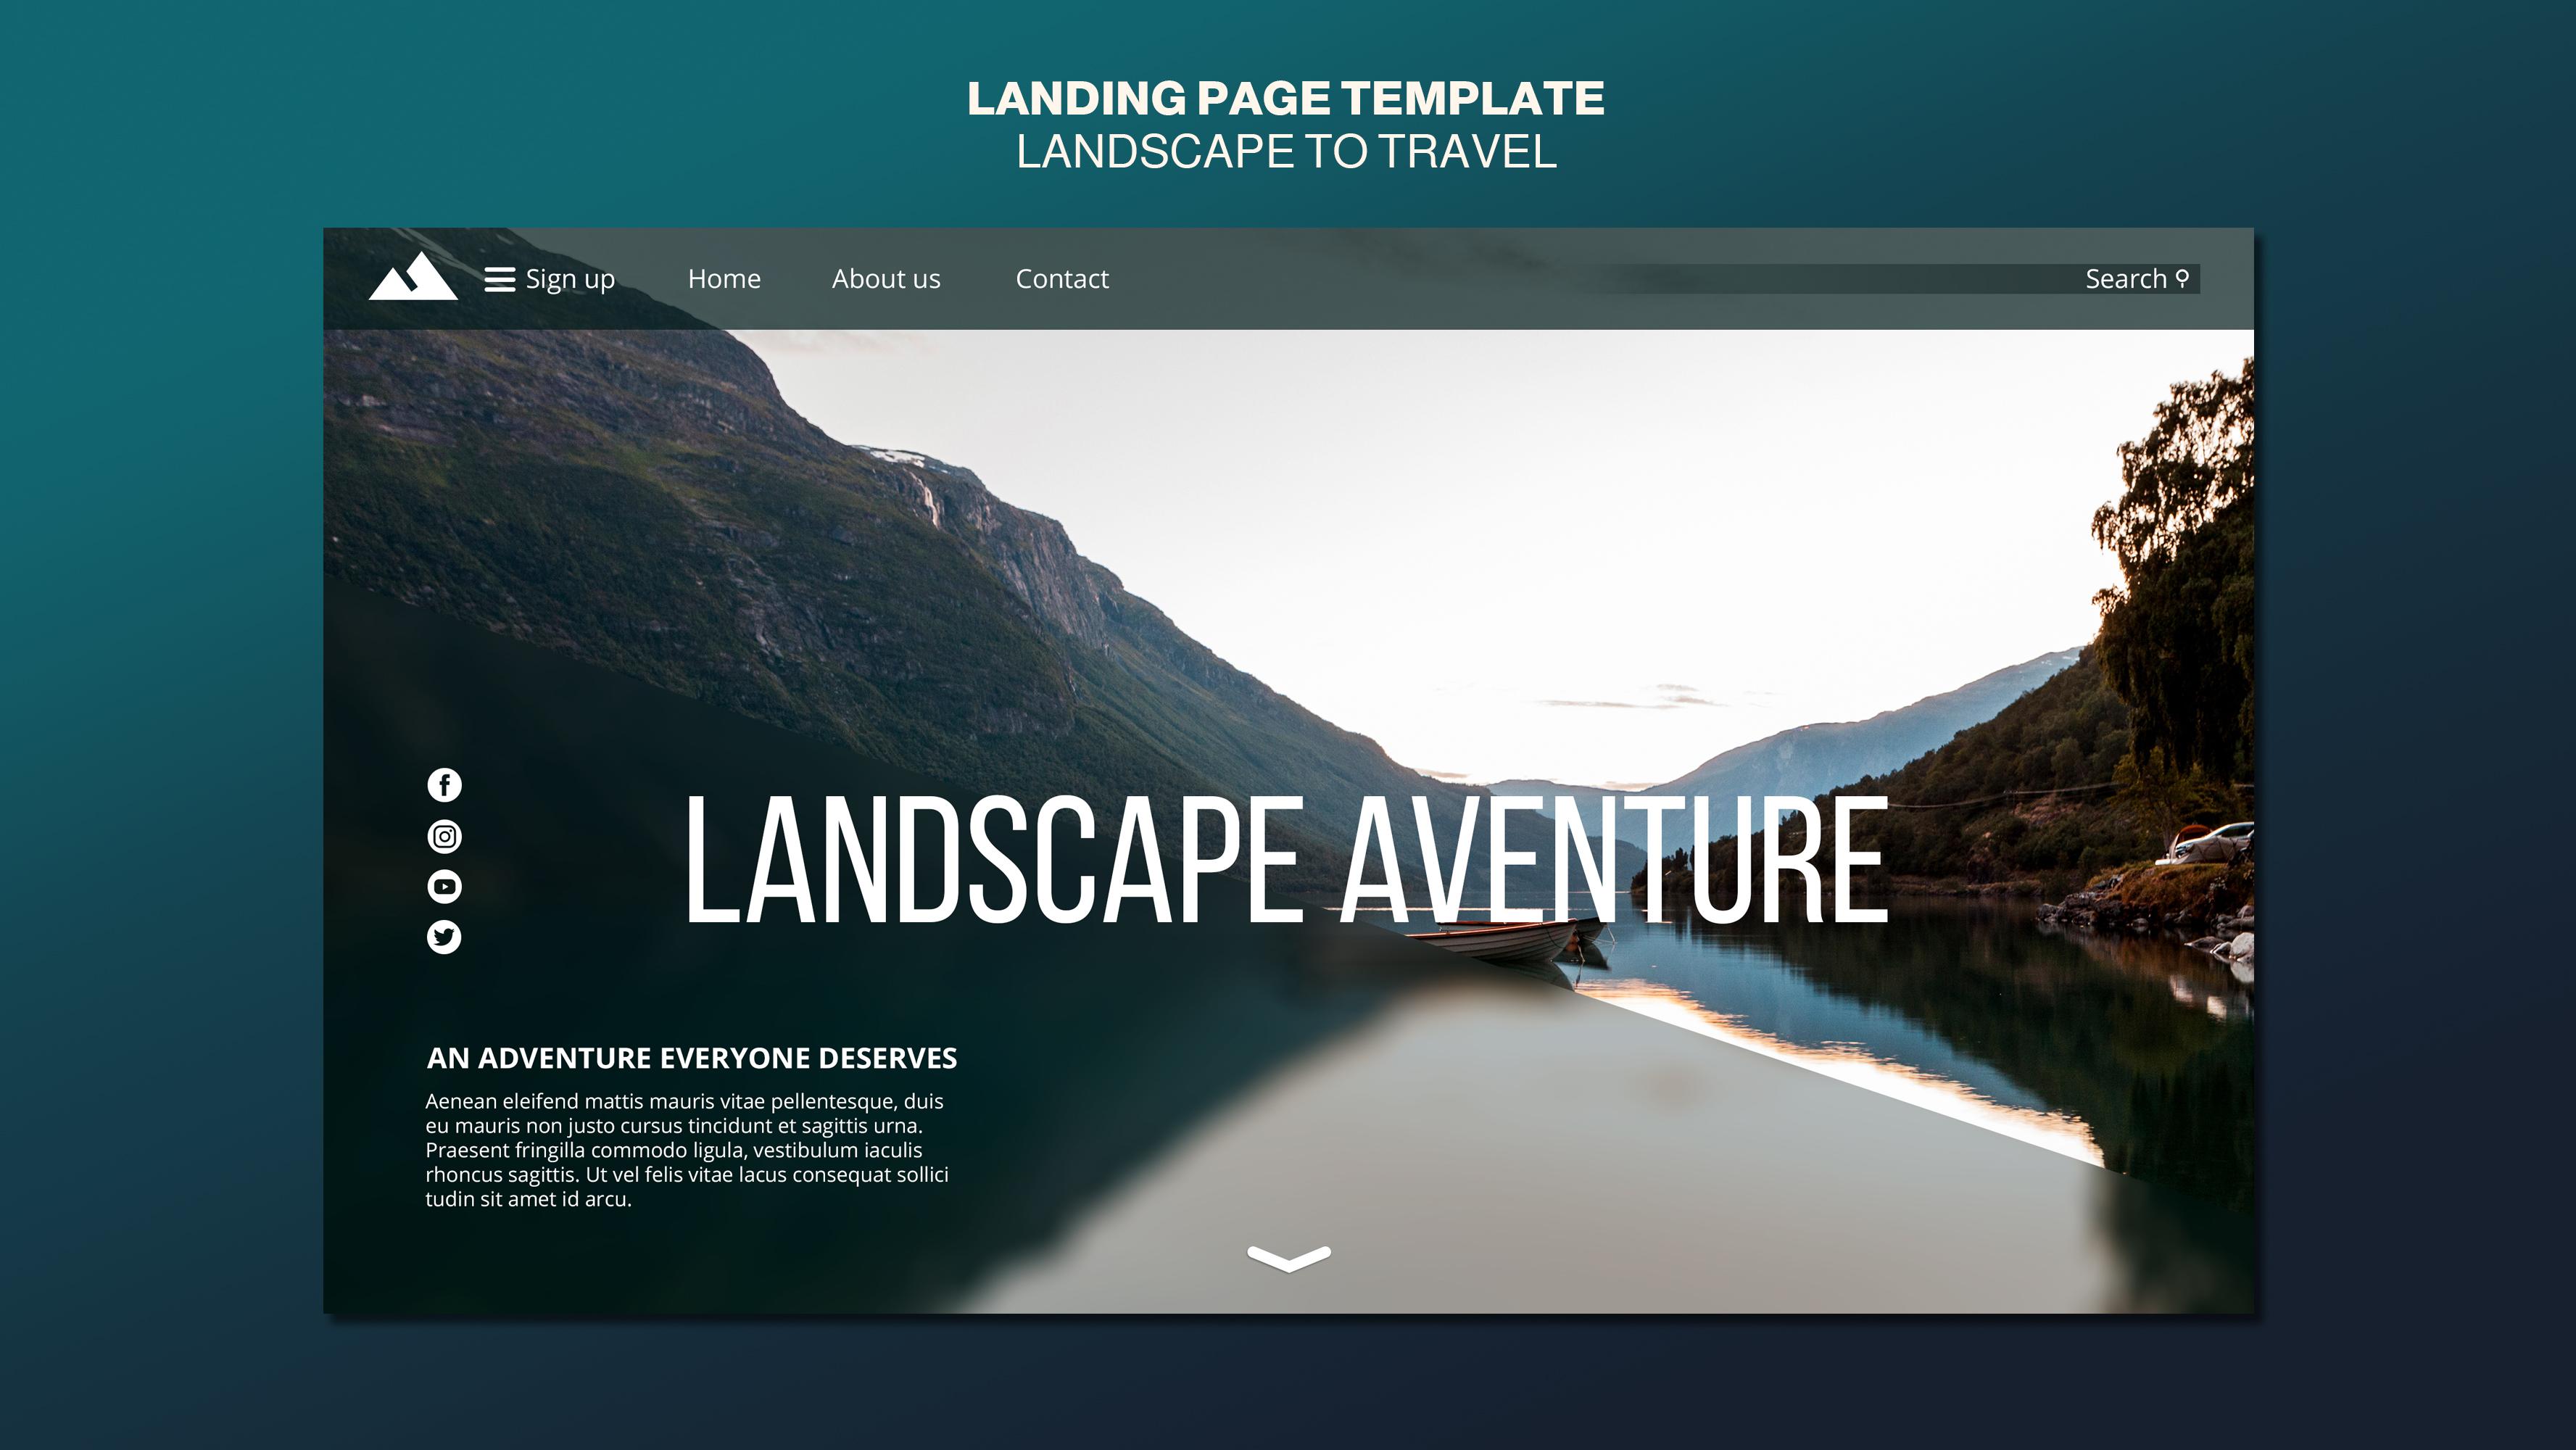 LANDING PAGE TEMPLATE
LANDSCAPE TO TRAVEL
Sign up Home About us Contact Search
LANDSCAPE AVENTURE
AN ADVENTURE EVERYONE DESERVES
Aenean eleifend mattis mauris vitae pellentesque, duis
eu mauris non justo cursus tincidunt et sagittis urna.
Praesent fringilla commodo ligula, vestibulum iaculis
rhoncus sagittis. Ut vel felis vitae lacus consequat sollici
tudin sit amet id arcu.